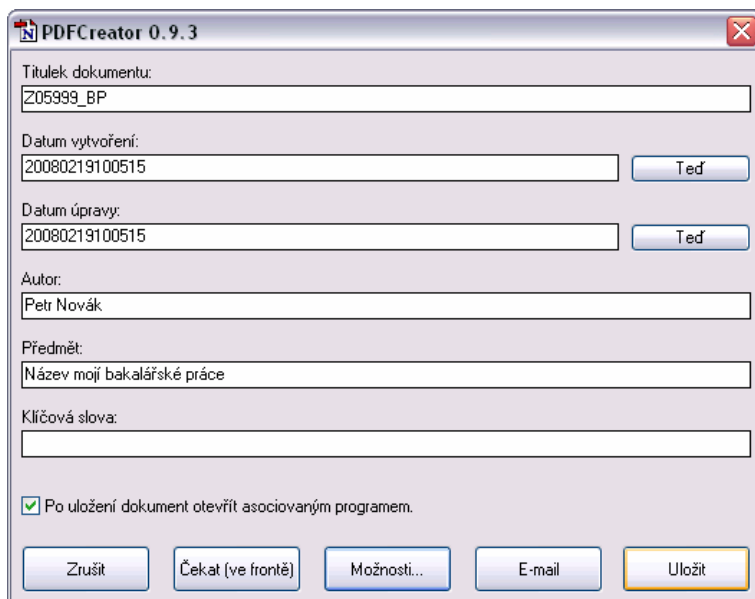 PDFCreator 0.9.3
Titulek dokumentu:
Z05999_BP
Datum vytvoření:
20080219100515 Teď
Datum úpravy:
20080219100515 Teď
Autor:
Petr Novák
Předmět:
Název mojí bakalářské práce
Klíčová slova:
Po uložení dokument otevřít asociovaným programem.
Zrušit Čekat (ve frontě) Možnosti... E-mail Uložit